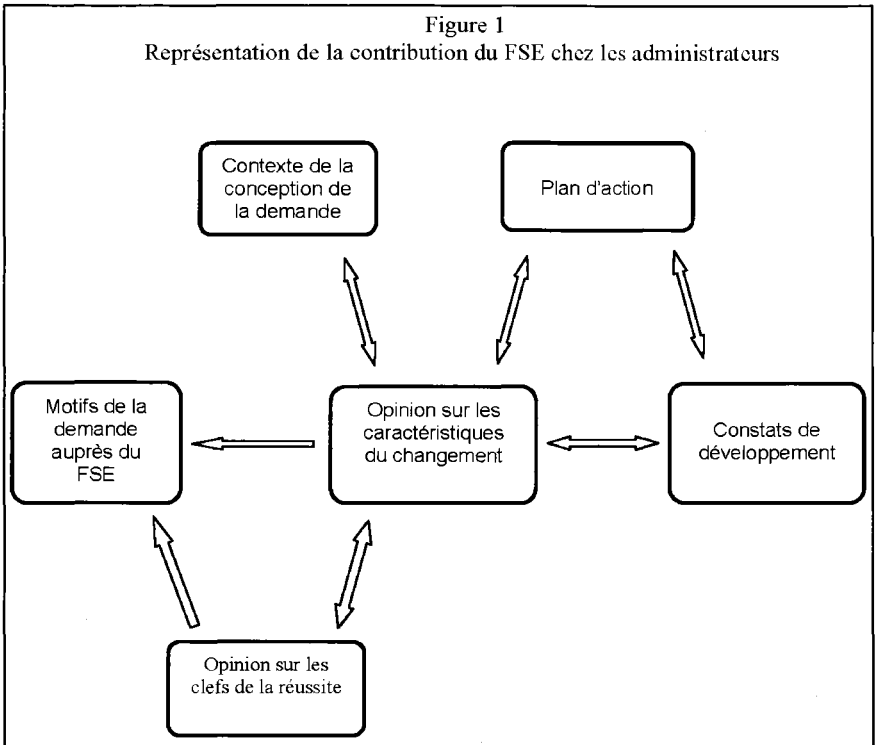 Figure 1
Représentation de la contribution du FSE chez les administrateurs
Contexte de la
conception de
la demande
Plan d'action
Motifs de la
demande
auprès du
FSE
Opinion sur les
caractéristiques
du changement
Constats de
développement
Opinion sur les
clefs de la réussite